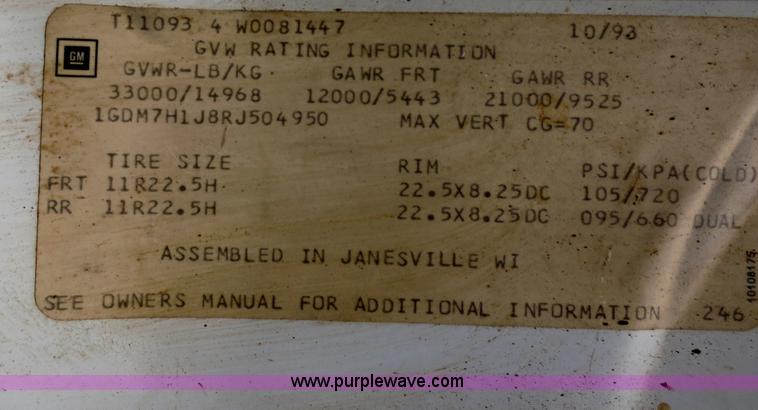 T11093 4 W0081447 10/93
GM
GVW RATING INFORMATION
GVWR-LB/KG GAWR FRT GAWR RR
33000/14968 12000/5443 21000/9525
1GDM7H1J8RJ504950 MAX VERT CG=70
TIRE SIZE RIM PSI/KPA(COLD)
FRT 11R22.5H 22.5X8.25DC 105/720
RR 11R22.5H 22.5X8.25DC 095/660 DUAL
ASSEMBLED IN JANESVILLE WI
10108175
SEE OWNERS MANUAL FOR ADDITIONAL INFORMATION 246
www.purplewave.com